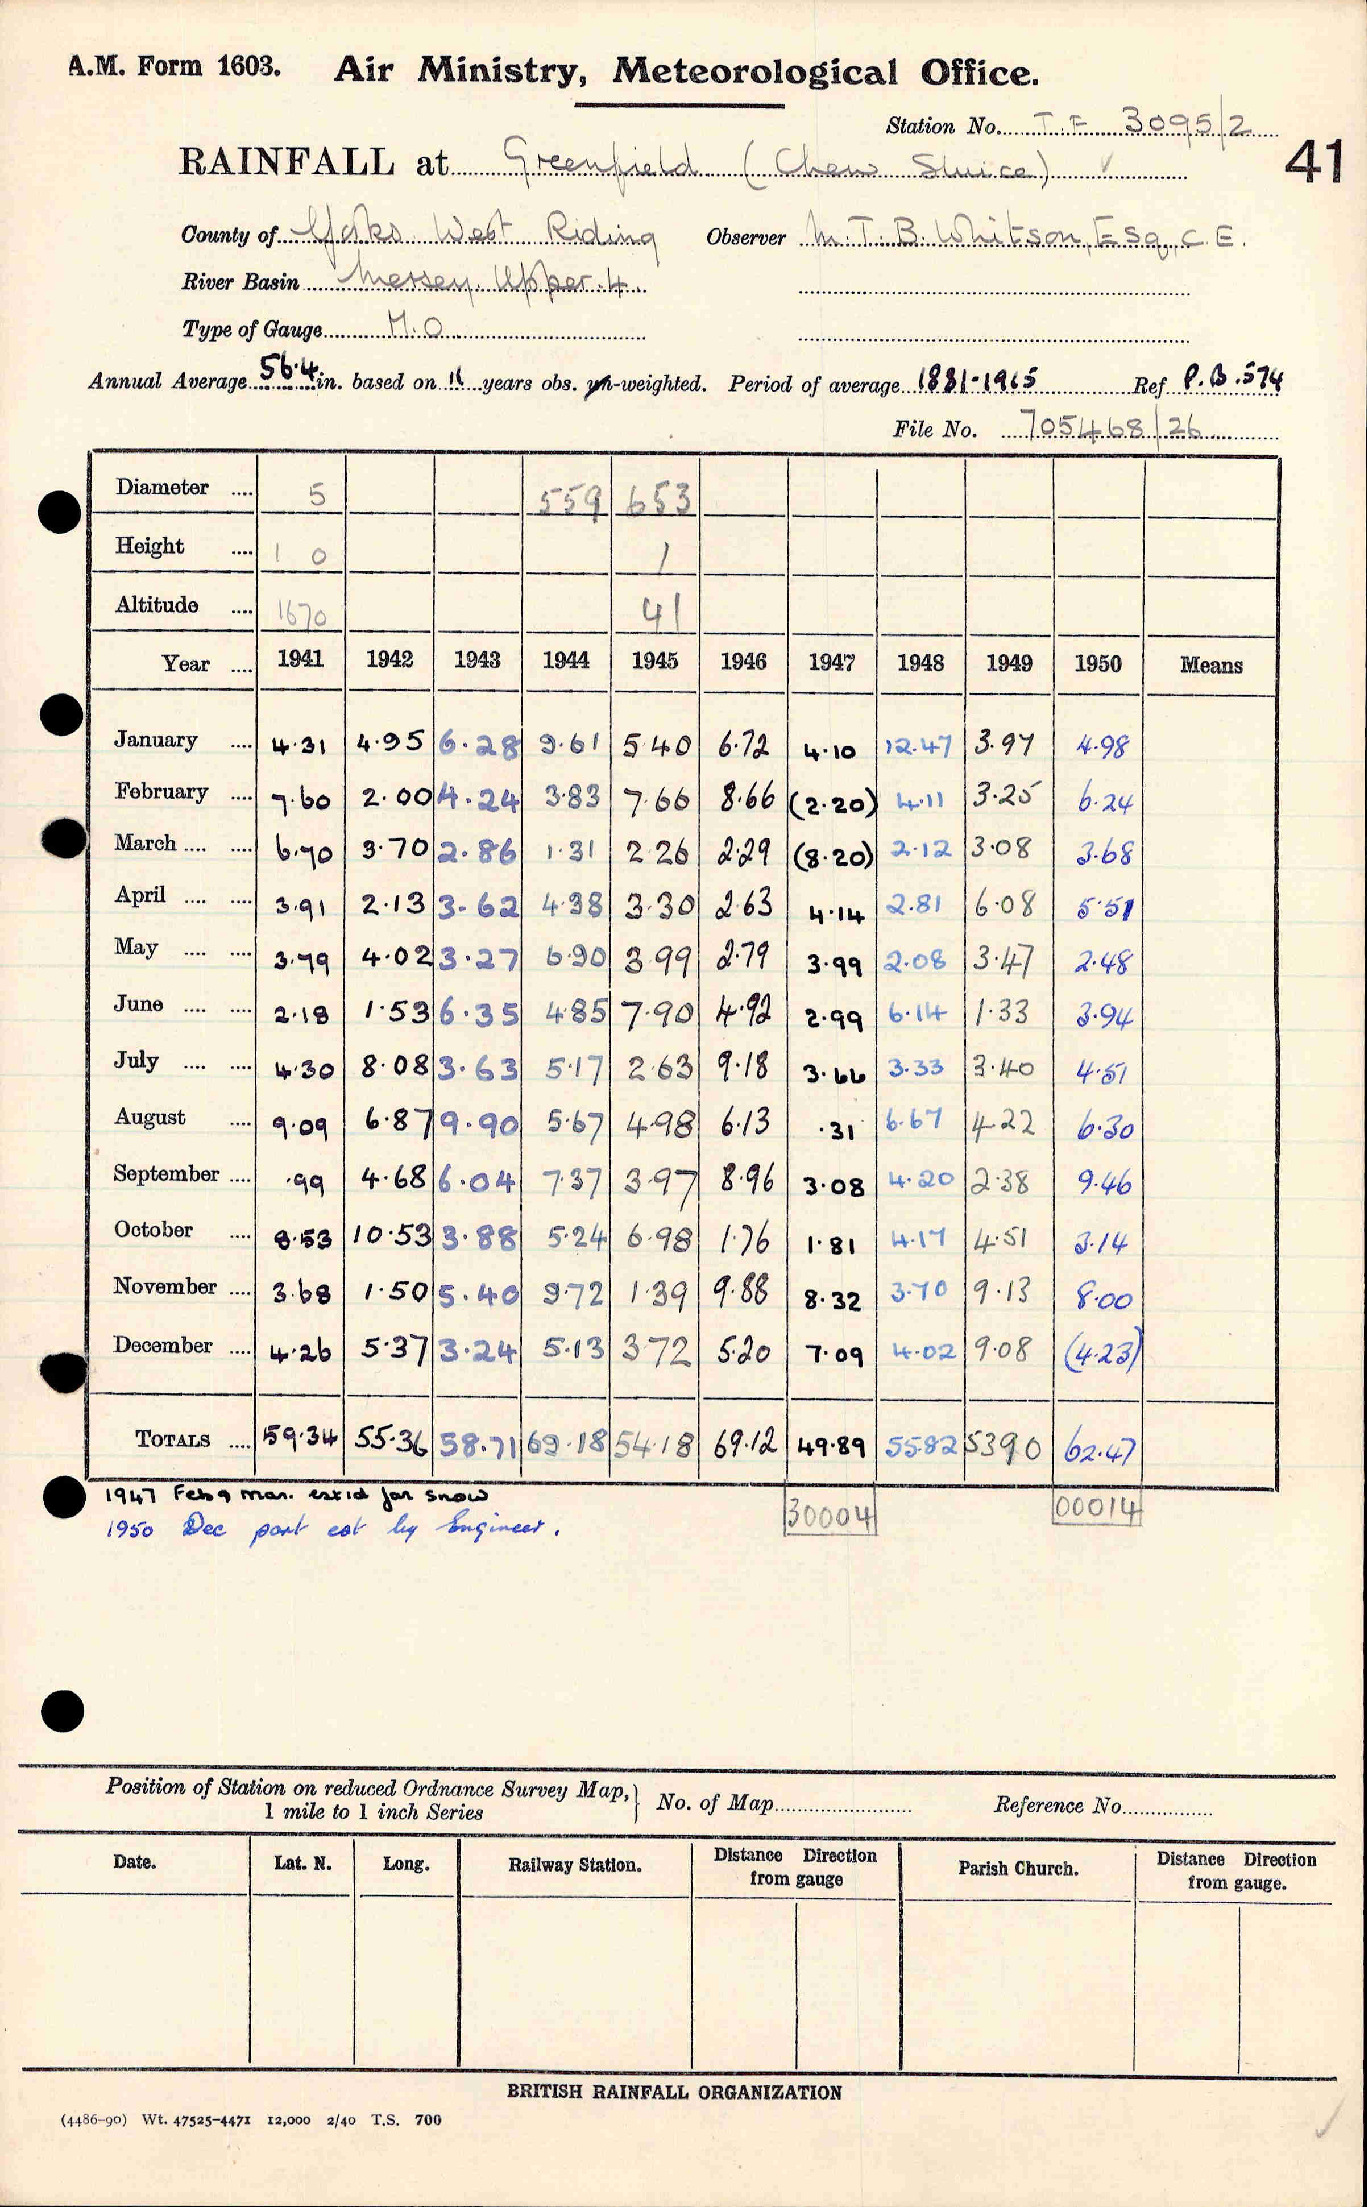 A.M. Form 1603. Air Ministry, Meteorological Office.
Station No. T.F 3095/2
RAINFALL at Greenfield (Chew Sluice) ✓
41
County of Yorks West Riding Observer M.T.B. Whitson, Esq., C.E.
River Basin Mersey. Upper. 4.
Type of Gauge M.O
Annual Average 56.4 in. based on 11 years obs. un-weighted. Period of average 1881-1915 Ref P.B.574
File No. 705468/26
Diameter .... 5 559 653
Height .... 1 0 1
Altitude .... 1670 41
Year .... 1941 1942 1943 1944 1945 1946 1947 1948 1949 1950 Means
January .... 4.31 4.95 6.28 9.61 5.40 6.72 4.10 12.47 3.97 4.98
February .... 7.60 2.00 4.24 3.83 7.66 8.66 (2.20) 4.11 3.25 6.24
March .... .... 6.70 3.70 2.86 1.31 2.26 2.29 (8.20) 2.12 3.08 3.68
April .... .... 3.91 2.13 3.62 4.38 3.30 2.63 4.14 2.81 6.08 5.51
May .... .... 3.79 4.02 3.27 6.90 3.99 2.79 3.99 2.08 3.47 2.48
June .... .... 2.18 1.53 6.35 4.85 7.90 4.92 2.99 6.14 1.33 3.94
July .... .... 4.30 8.08 3.63 5.17 2.63 9.18 3.66 3.33 3.40 4.51
August .... 9.09 6.87 9.90 5.67 4.98 6.13 .31 6.67 4.22 6.30
September .... .99 4.68 6.04 7.37 3.97 8.96 3.08 4.20 2.38 9.46
October .... 8.53 10.53 3.88 5.24 6.98 1.76 1.81 4.17 4.51 3.14
November .... 3.68 1.50 5.40 9.72 1.39 9.88 8.32 3.70 9.13 8.00
December .... 4.26 5.37 3.24 5.13 3.72 5.20 7.09 4.02 9.08 (4.23)
TOTALS .... 59.34 55.36 58.71 69.18 54.18 69.12 49.89 55.82 53.90 62.47
1947 Feb & Mar. est'd for snow
30004 00014
1950 Dec part est by Engineer.
Position of Station on reduced Ordnance Survey Map,
1 mile to 1 inch Series
No. of Map Reference No.
Date. Lat. N. Long. Railway Station. Distance Direction from gauge Parish Church. Distance Direction from gauge.
BRITISH RAINFALL ORGANIZATION
(4486-90) Wt. 47525-4471 12,000 2/40 T.S. 700